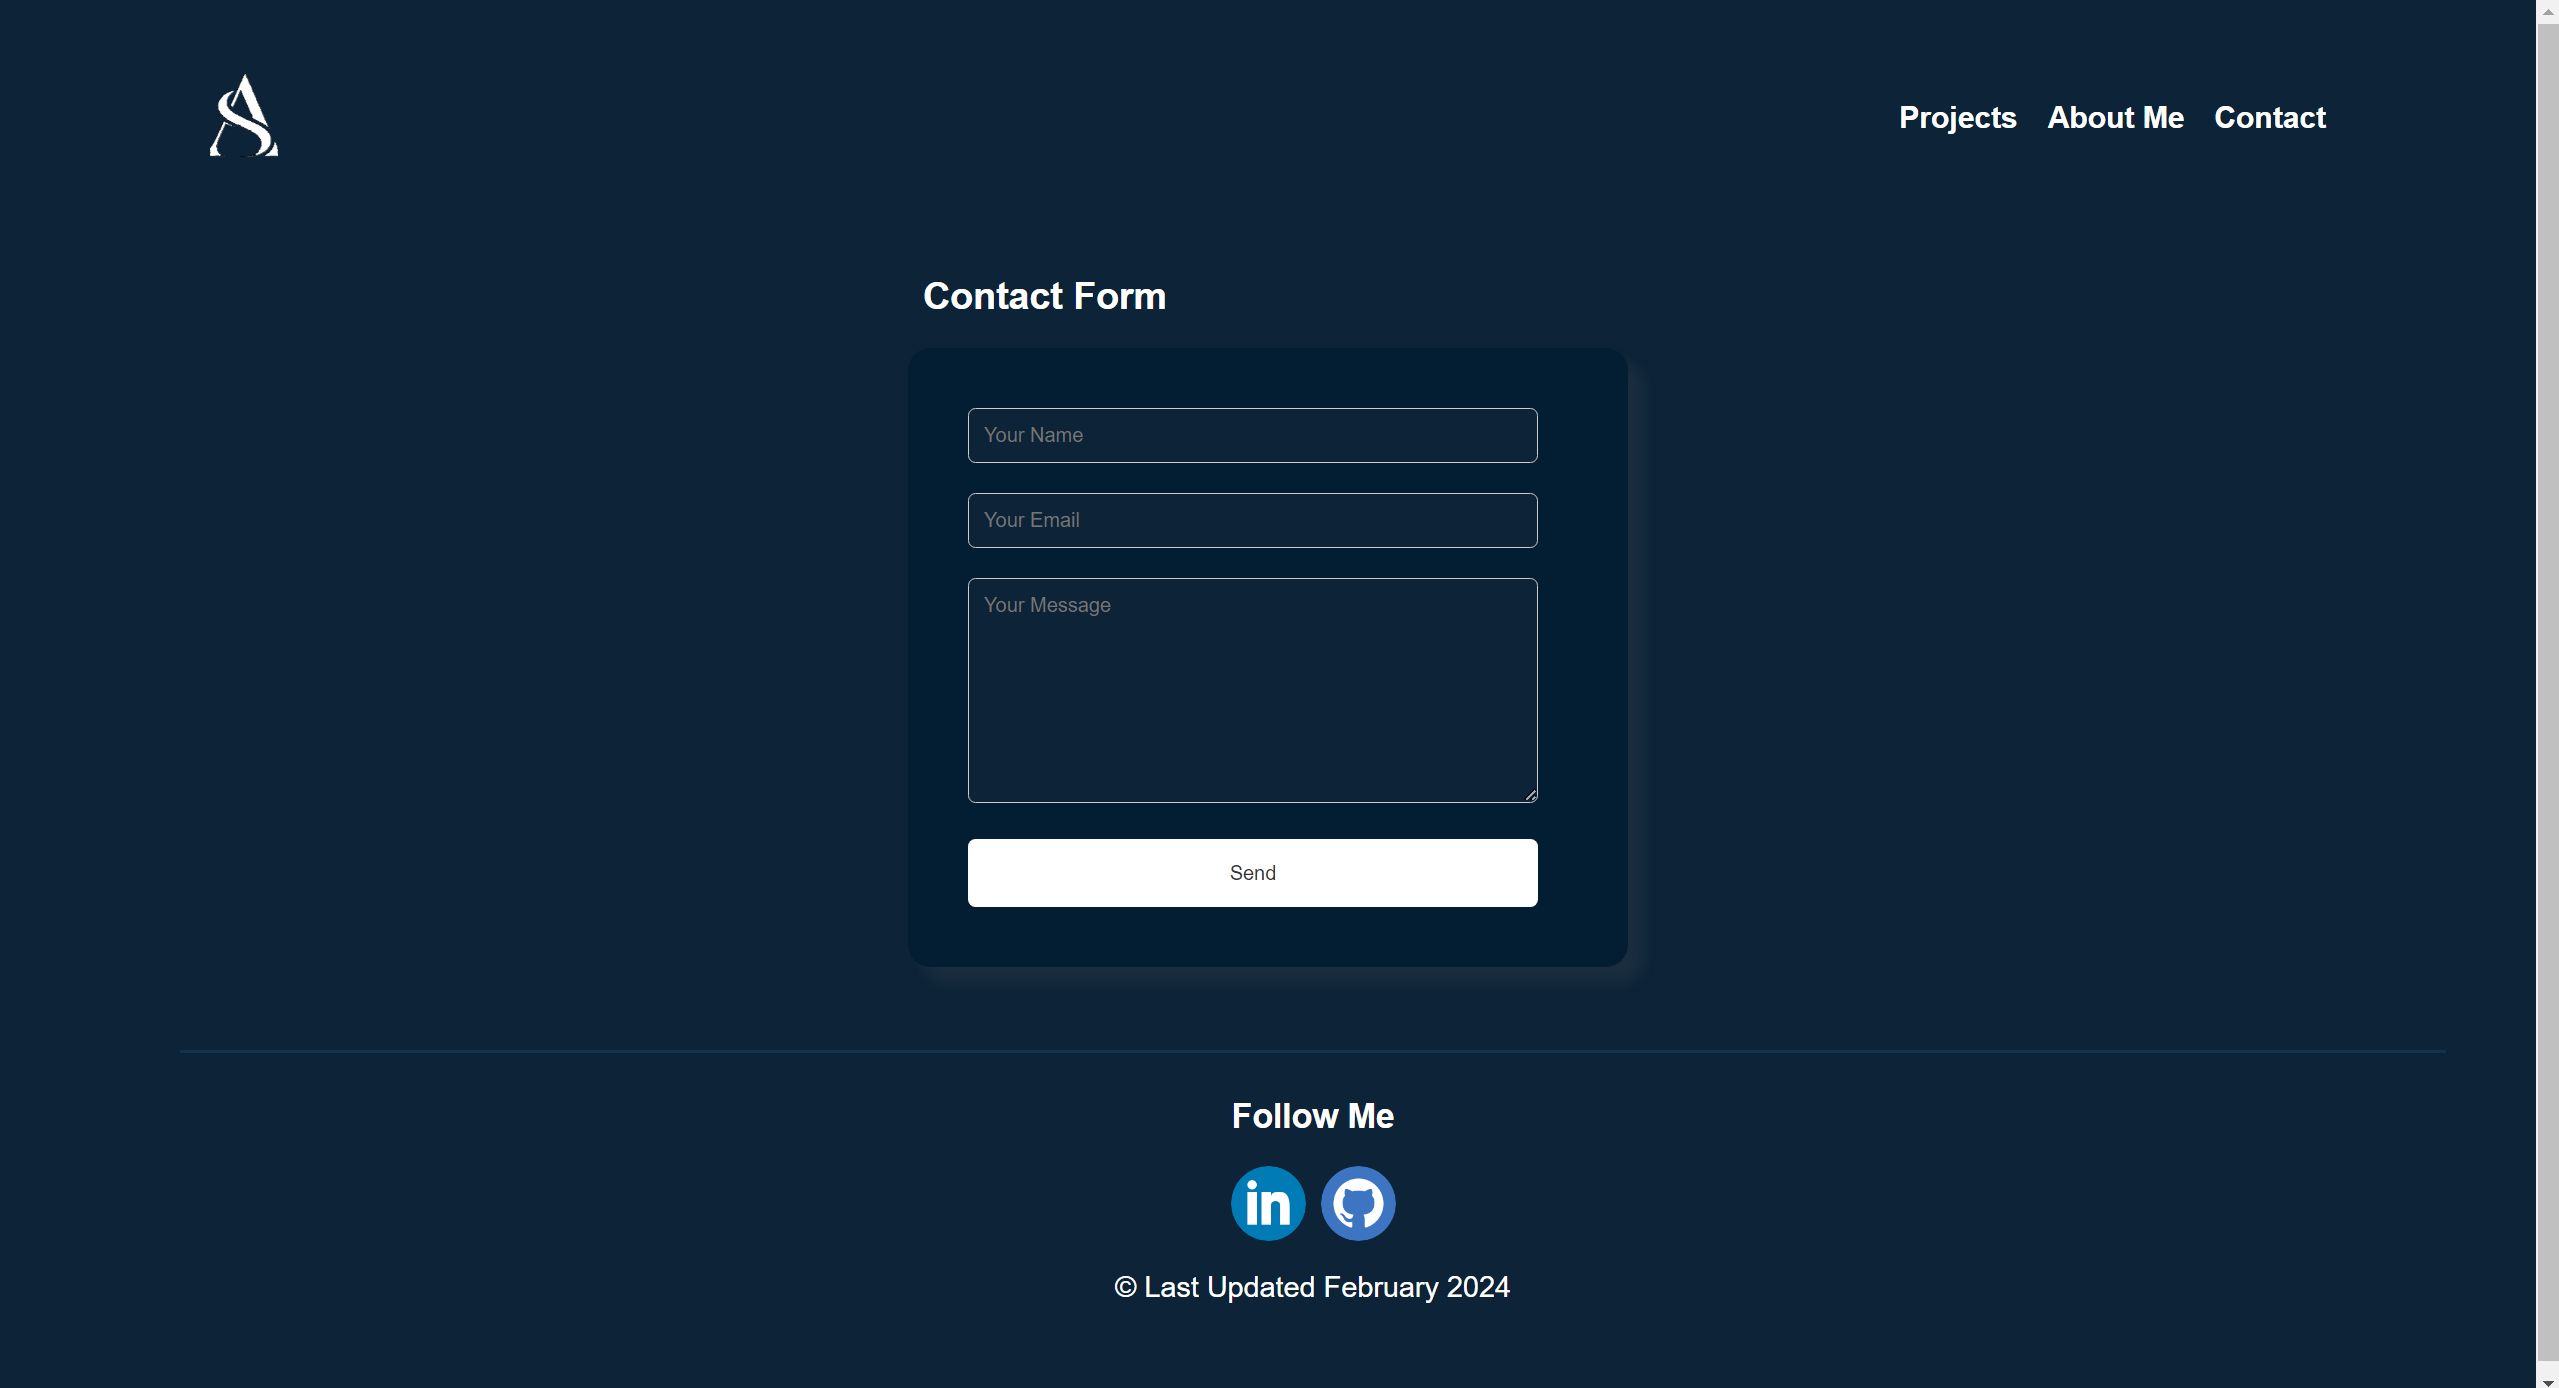 Projects About Me Contact
Contact Form
Your Name
Your Email
Your Message
Send
Follow Me
in
© Last Updated February 2024